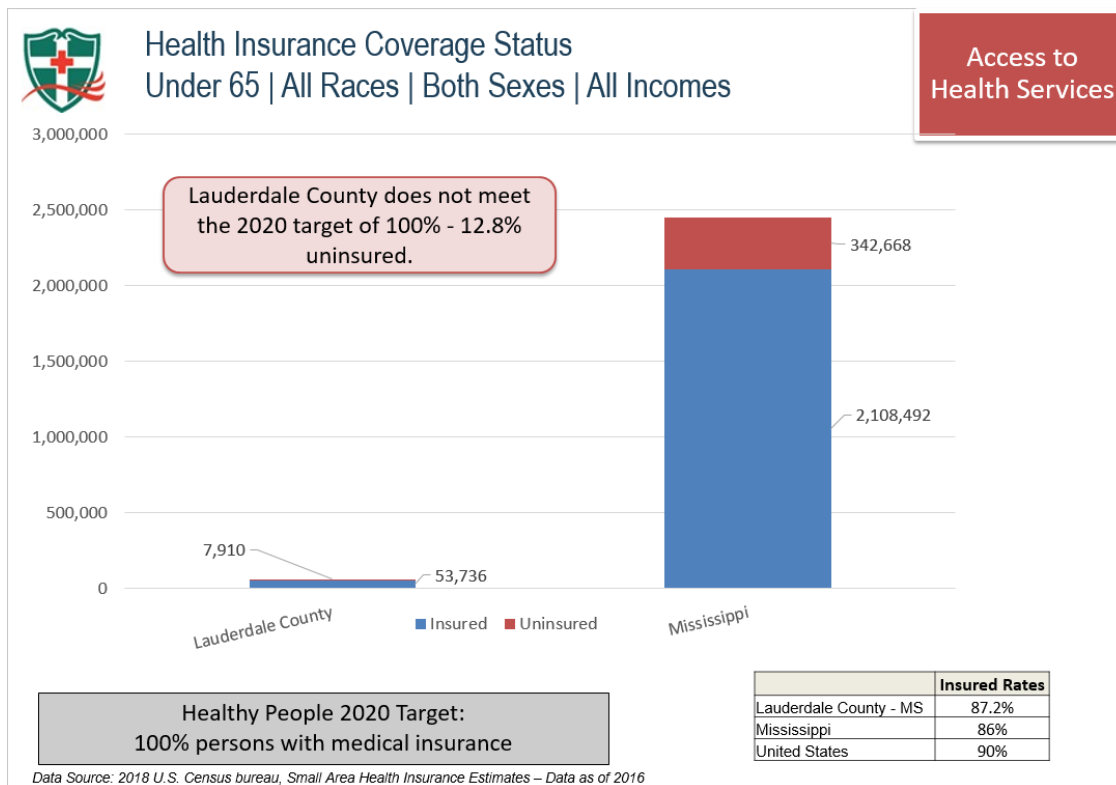 Health Insurance Coverage Status
Under 65 | All Races | Both Sexes | All Incomes
Access to
Health Services
3,000,000
2,500,000
2,000,000
1,500,000
1,000,000
500,000
0
Lauderdale County does not meet
the 2020 target of 100% - 12.8%
uninsured.
342,668
2,108,492
7,910
53,736
Lauderdale County
Insured
Uninsured
Mississippi
Healthy People 2020 Target:
100% persons with medical insurance
Insured Rates
Lauderdale County - MS 87.2%
Mississippi 86%
United States 90%
Data Source: 2018 U.S. Census bureau, Small Area Health Insurance Estimates – Data as of 2016